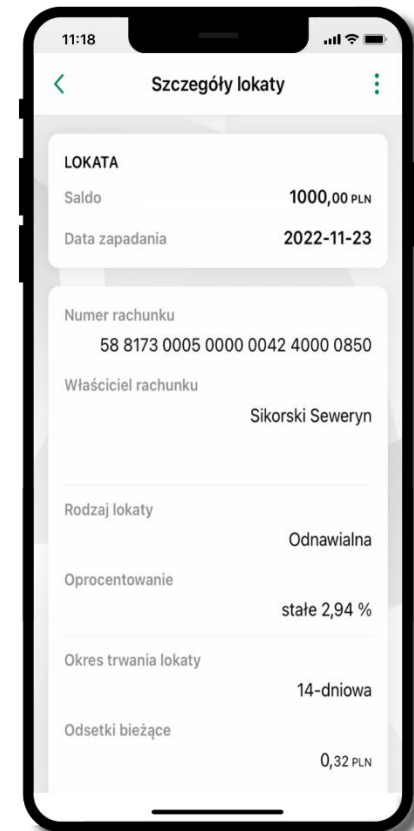 11:18
Szczegóły lokaty
LOKATA
Saldo 1000,00 PLN
Data zapadania 2022-11-23
Numer rachunku
58 8173 0005 0000 0042 4000 0850
Właściciel rachunku
Sikorski Seweryn
Rodzaj lokaty
Odnawialna
Oprocentowanie
stałe 2,94 %
Okres trwania lokaty
14-dniowa
Odsetki bieżące
0,32 PLN